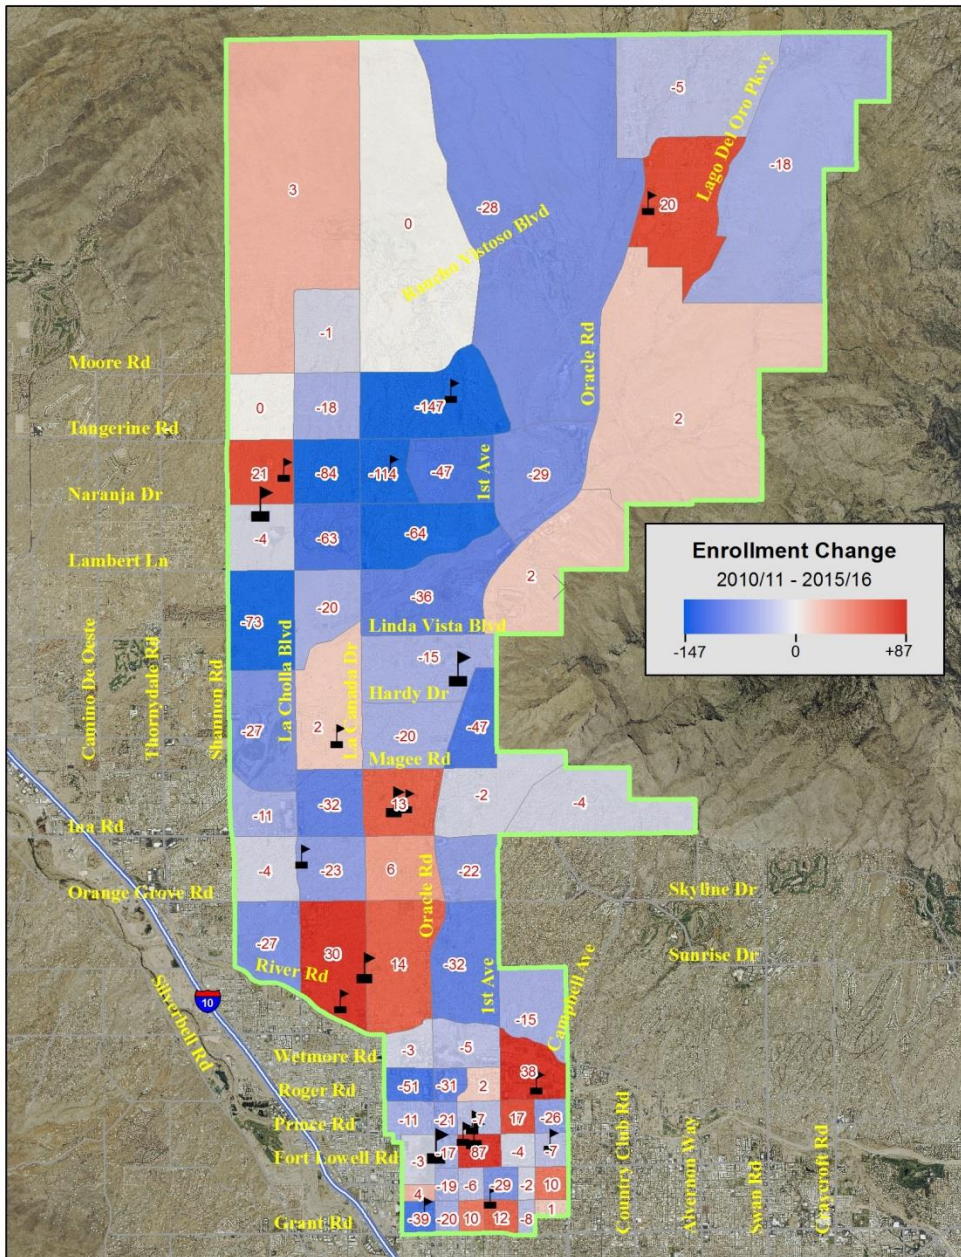 -5
Lago Del Oro Pkwy
-18
3
20
-28
0
Rancho Vistoso Blvd
-1
Oracle Rd
Moore Rd
0
-18
-147
2
Tangerine Rd
21
-84
-114
-47
1st Ave
-29
Naranja Dr
-4
-63
-64
Lambert Ln
Enrollment Change
2010/11 - 2015/16
-147
0
+87
2
-73
-20
-36
Linda Vista Blvd
Camino De Oeste
Thornydale Rd
Shannon Rd
La Cholla Blvd
La Canada Dr
-15
Hardy Dr
-27
2
-20
-47
Magee Rd
-11
-32
13
-2
-4
Ina Rd
-4
-23
6
-22
Orange Grove Rd
Oracle Rd
Skyline Dr
-27
30
14
-32
Sunrise Dr
River Rd
1st Ave
Campbell Ave
10
Silverbell Rd
-15
Wetmore Rd
-3
-5
38
Roger Rd
-51
-31
2
Prince Rd
-11
-21
-7
17
-26
Fort Lowell Rd
-3
-17
87
-4
-7
Country Club Rd
Alvernon Way
Swan Rd
Craycroft Rd
4
-19
-6
-29
-2
10
Grant Rd
-39
-20
10
12
-8
1